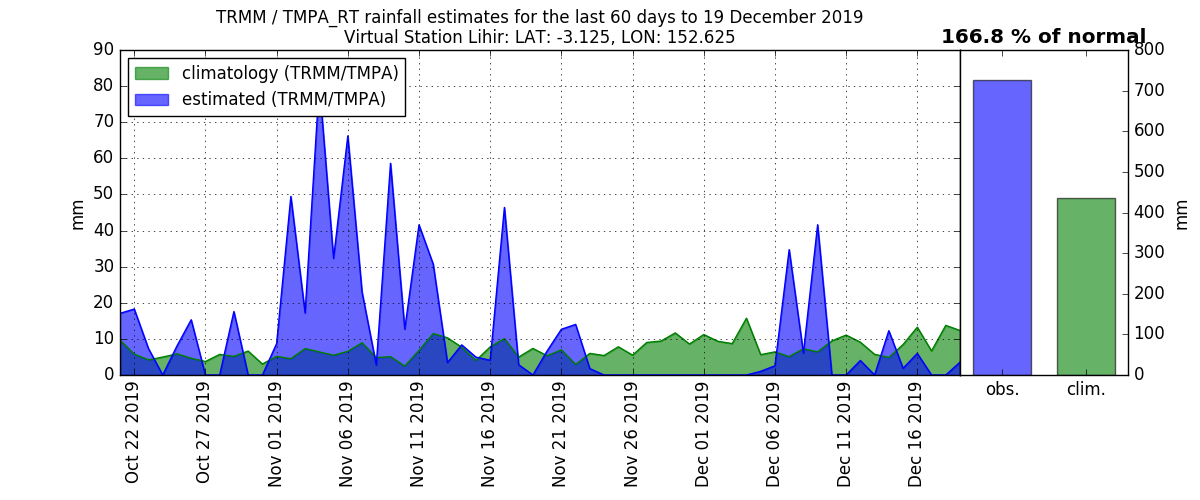 TRMM / TMPA_RT rainfall estimates for the last 60 days to 19 December 2019
Virtual Station Lihir: LAT: -3.125, LON: 152.625
166.8 % of normal
climatology (TRMM/TMPA)
estimated (TRMM/TMPA)
90
80
70
60
50
40
30
20
10
0
mm
Oct 22 2019
Oct 27 2019
Nov 01 2019
Nov 06 2019
Nov 11 2019
Nov 16 2019
Nov 21 2019
Nov 26 2019
Dec 01 2019
Dec 06 2019
Dec 11 2019
Dec 16 2019
obs.
clim.
800
700
600
500
400
300
200
100
0
mm